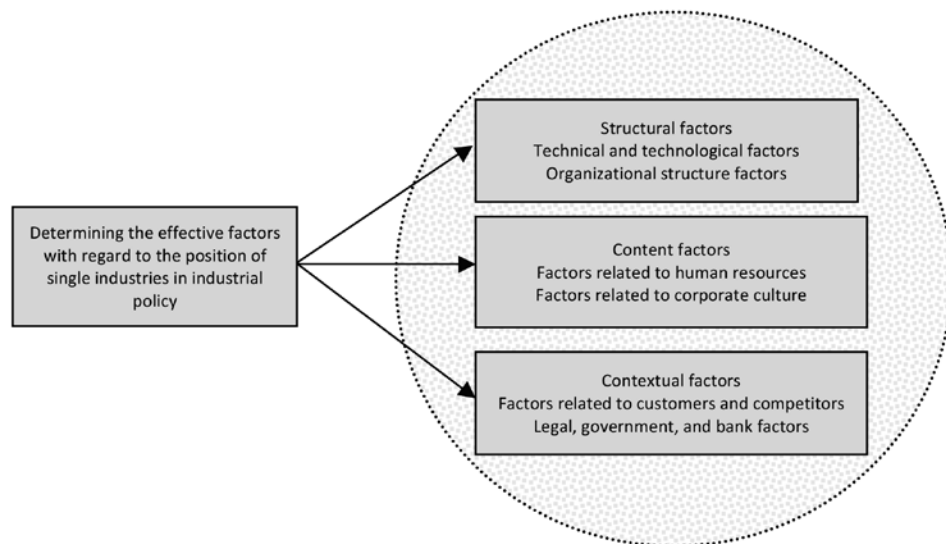 Determining the effective factors
with regard to the position of
single industries in industrial
policy
Structural factors
Technical and technological factors
Organizational structure factors
Content factors
Factors related to human resources
Factors related to corporate culture
Contextual factors
Factors related to customers and competitors
Legal, government, and bank factors